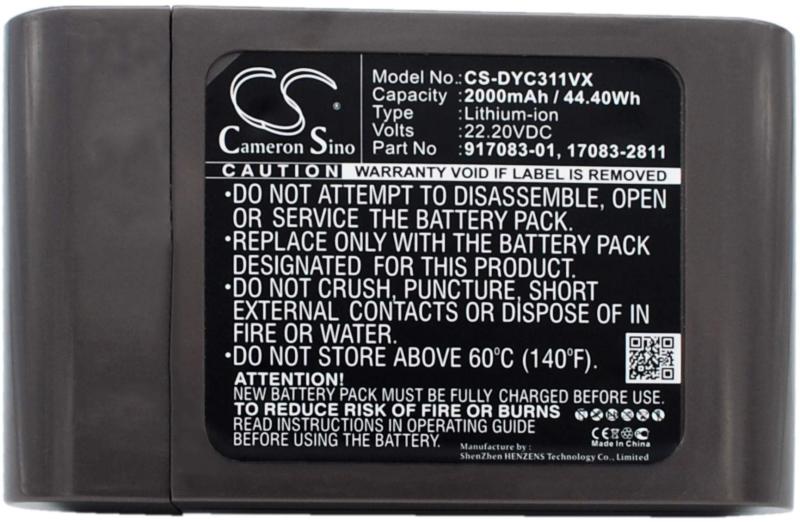 CS
Cameron Sino
Model No.: CS-DYC311VX
Capacity : 2000mAh / 44.40Wh
Type : Lithium-ion
Volts : 22.20VDC
Part No : 917083-01, 17083-2811
CAUTION WARRANTY VOID IF LABEL IS REMOVED
•DO NOT ATTEMPT TO DISASSEMBLE, OPEN
OR SERVICE THE BATTERY PACK.
•REPLACE ONLY WITH THE BATTERY PACK
DESIGNATED FOR THIS PRODUCT.
•DO NOT CRUSH, PUNCTURE, SHORT
EXTERNAL CONTACTS OR DISPOSE OF IN
FIRE OR WATER.
•DO NOT STORE ABOVE 60°C (140°F).
ATTENTION!
NEW BATTERY PACK MUST BE FULLY CHARGED BEFORE USE.
TO REDUCE RISK OF FIRE OR BURNS
READ INSTRUCTIONS IN OPERATING GUIDE
BEFORE USING THE BATTERY.
CE
Made In China
Manufacture by :
ShenZhen HENZENS Technology Co., Limited